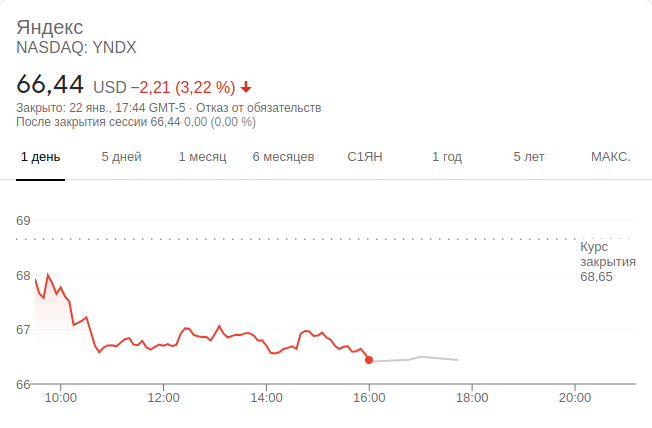 Яндекс
NASDAQ: YNDX
66,44 USD −2,21 (3,22 %)
Закрыто: 22 янв., 17:44 GMT-5 · Отказ от обязательств
После закрытия сессии 66,44 0,00 (0,00 %)
1 день 5 дней 1 месяц 6 месяцев С1ЯН 1 год 5 лет МАКС.
69
Курс
закрытия
68,65
68
67
66
10:00 12:00 14:00 16:00 18:00 20:00